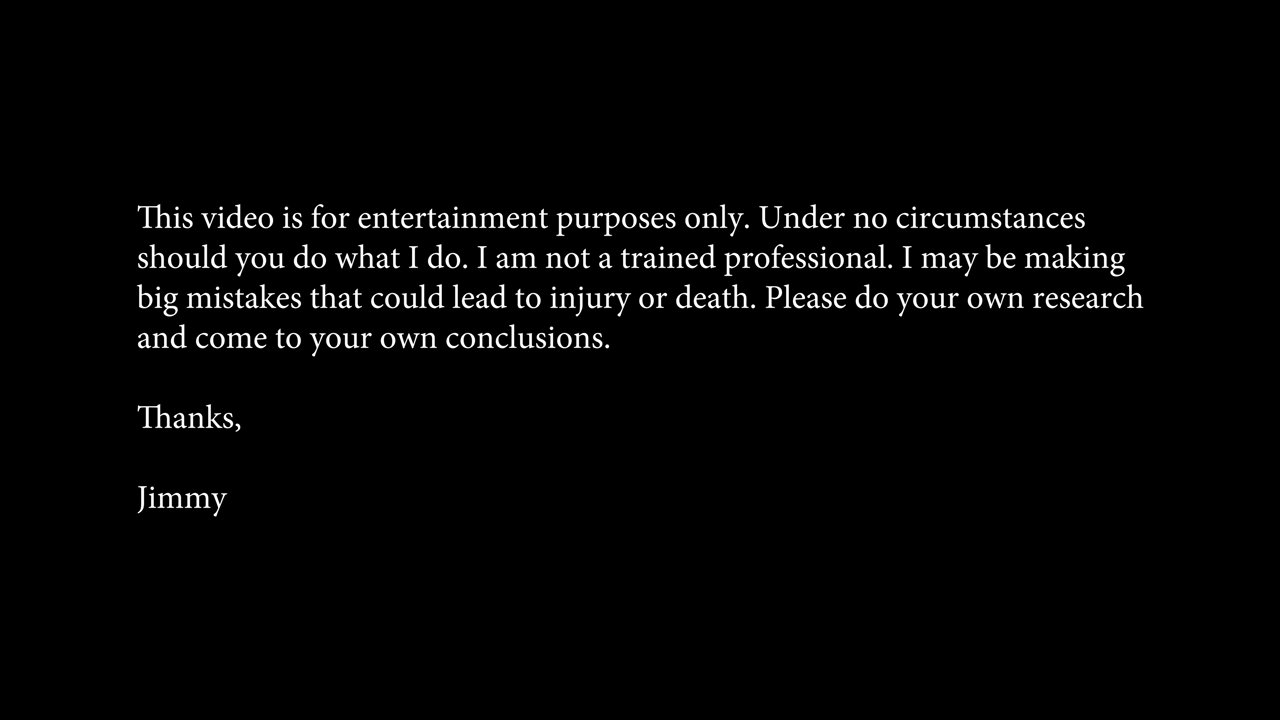 This video is for entertainment purposes only. Under no circumstances
should you do what I do. I am not a trained professional. I may be making
big mistakes that could lead to injury or death. Please do your own research
and come to your own conclusions.
Thanks,
Jimmy